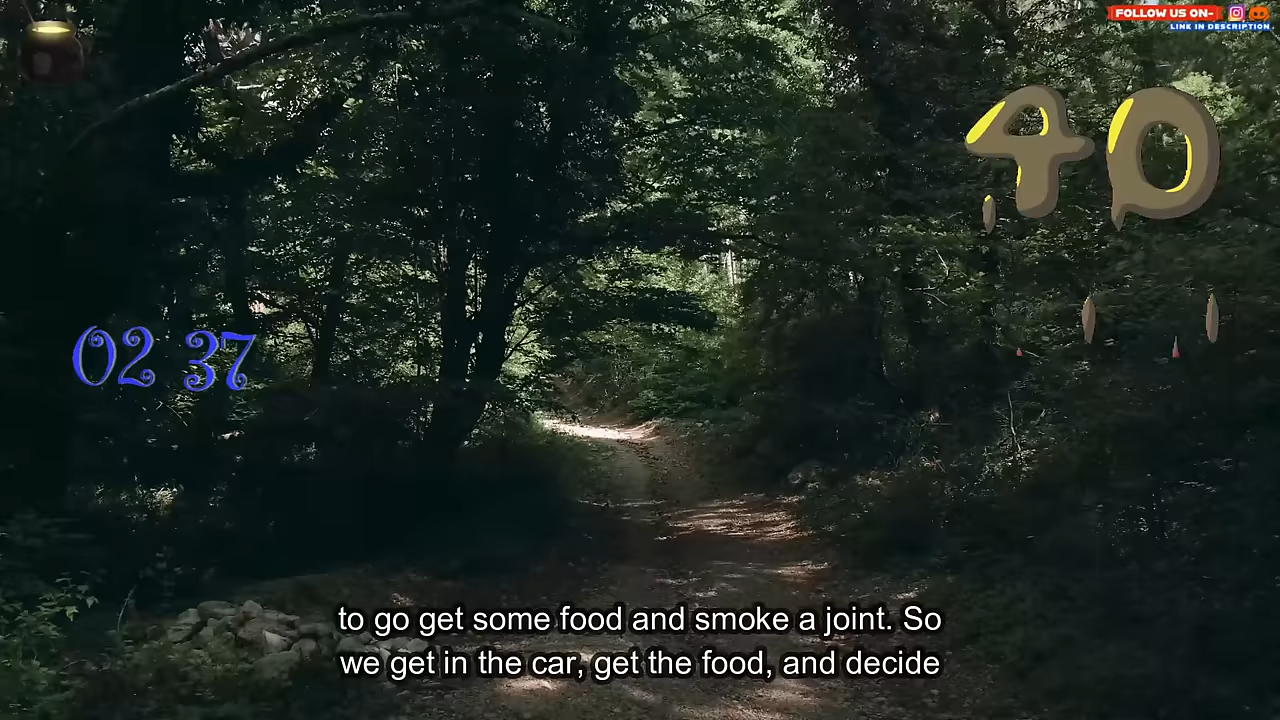 FOLLOW US ON-
LINK IN DESCRIPTION
40
02 37
to go get some food and smoke a joint. So
we get in the car, get the food, and decide